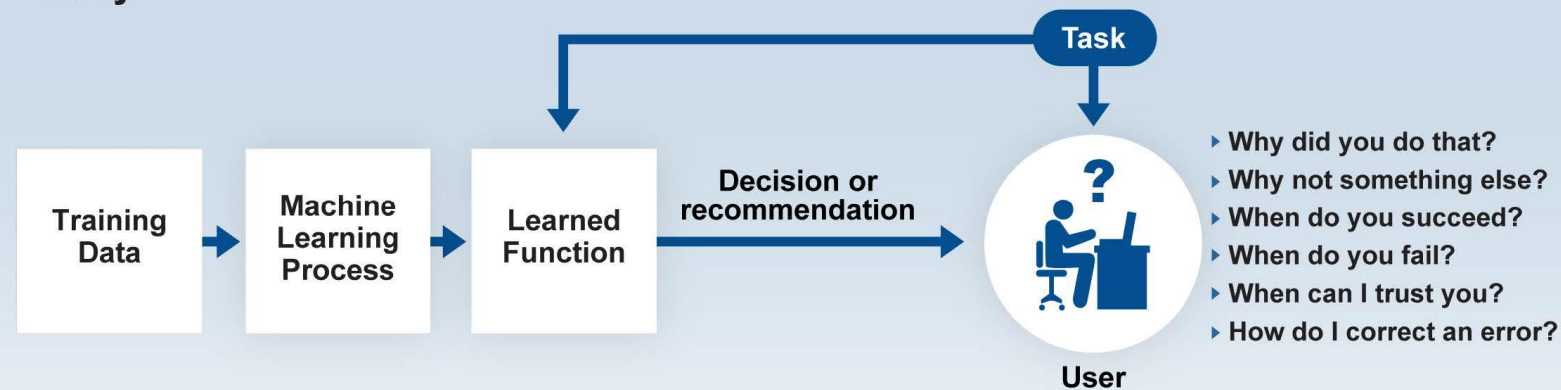 Task
Training
Data
Machine
Learning
Process
Learned
Function
Decision or
recommendation
?
User
Why did you do that?
Why not something else?
When do you succeed?
When do you fail?
When can I trust you?
How do I correct an error?